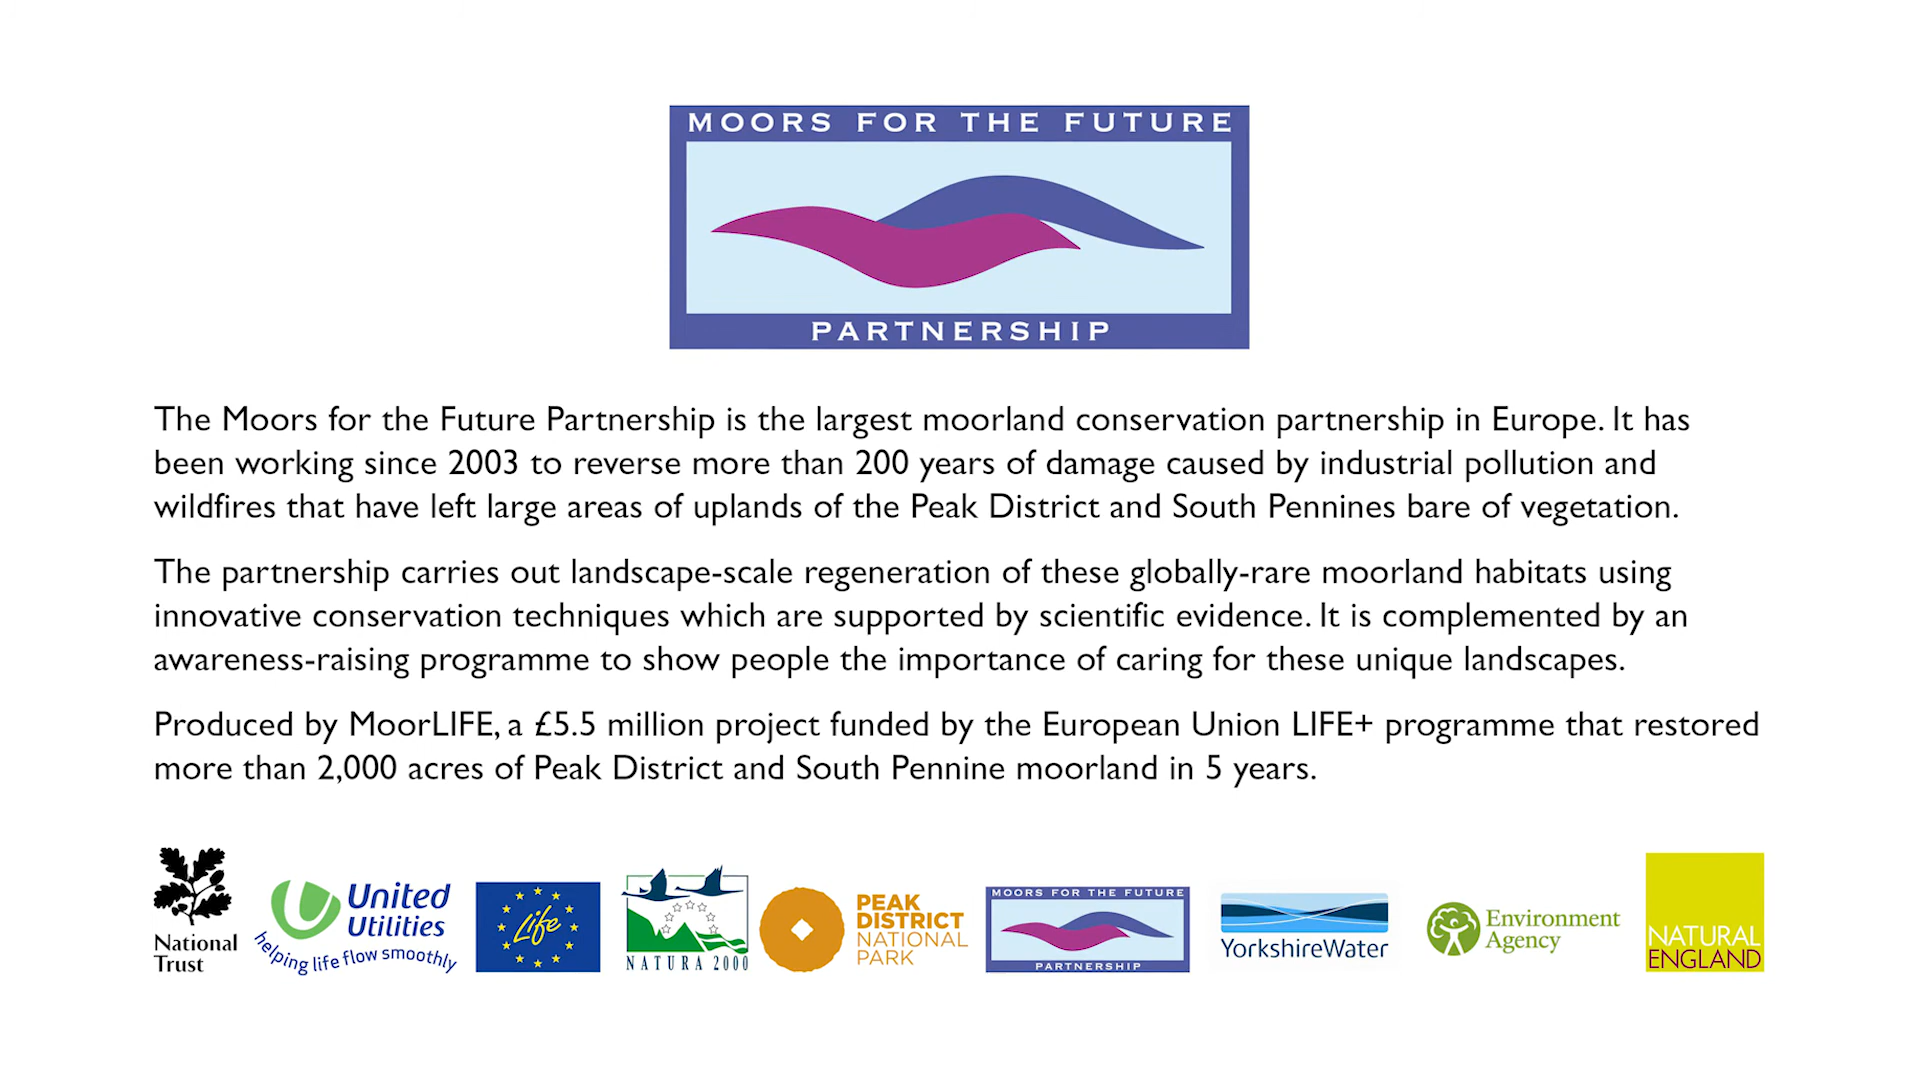 MOORS FOR THE FUTURE
PARTNERSHIP
The Moors for the Future Partnership is the largest moorland conservation partnership in Europe. It has
been working since 2003 to reverse more than 200 years of damage caused by industrial pollution and
wildfires that have left large areas of uplands of the Peak District and South Pennines bare of vegetation.
The partnership carries out landscape-scale regeneration of these globally-rare moorland habitats using
innovative conservation techniques which are supported by scientific evidence. It is complemented by an
awareness-raising programme to show people the importance of caring for these unique landscapes.
Produced by MoorLIFE, a £5.5 million project funded by the European Union LIFE+ programme that restored
more than 2,000 acres of Peak District and South Pennine moorland in 5 years.
National
Trust
United
Utilities
helping life flow smoothly
Life
NATURA 2000
PEAK
DISTRICT
NATIONAL
PARK
MOORS FOR THE FUTURE
PARTNERSHIP
YorkshireWater
Environment
Agency
NATURAL
ENGLAND